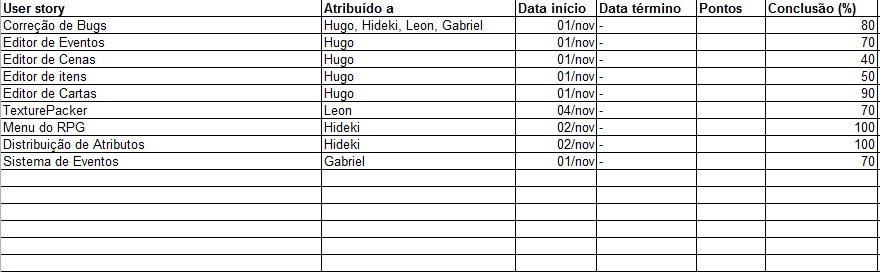 User story Atribuído a Data início Data término Pontos Conclusão (%)
Correção de Bugs Hugo, Hideki, Leon, Gabriel 01/nov - 80
Editor de Eventos Hugo 01/nov - 70
Editor de Cenas Hugo 01/nov - 40
Editor de itens Hugo 01/nov - 50
Editor de Cartas Hugo 01/nov - 90
TexturePacker Leon 04/nov - 70
Menu do RPG Hideki 02/nov - 100
Distribuição de Atributos Hideki 02/nov - 100
Sistema de Eventos Gabriel 01/nov - 70